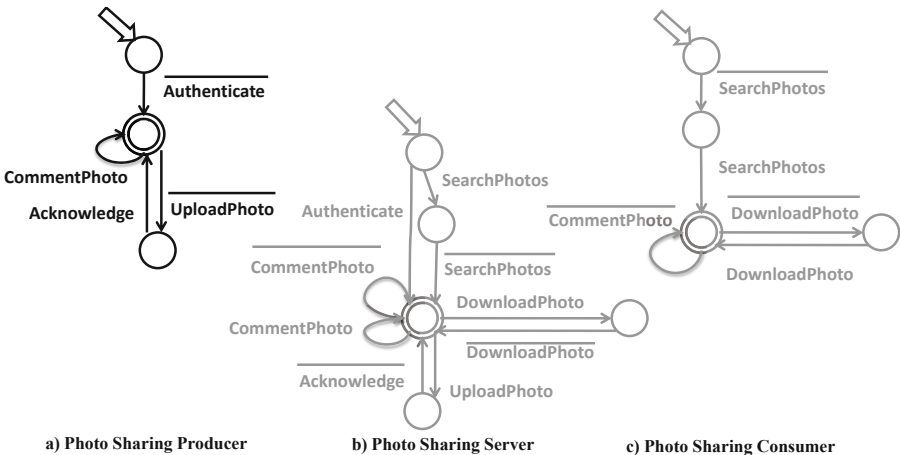 Authenticate
CommentPhoto
Acknowledge
UploadPhoto
a) Photo Sharing Producer
SearchPhotos
Authenticate
CommentPhoto
SearchPhotos
CommentPhoto
DownloadPhoto
DownloadPhoto
Acknowledge
UploadPhoto
b) Photo Sharing Server
SearchPhotos
SearchPhotos
CommentPhoto
DownloadPhoto
DownloadPhoto
c) Photo Sharing Consumer